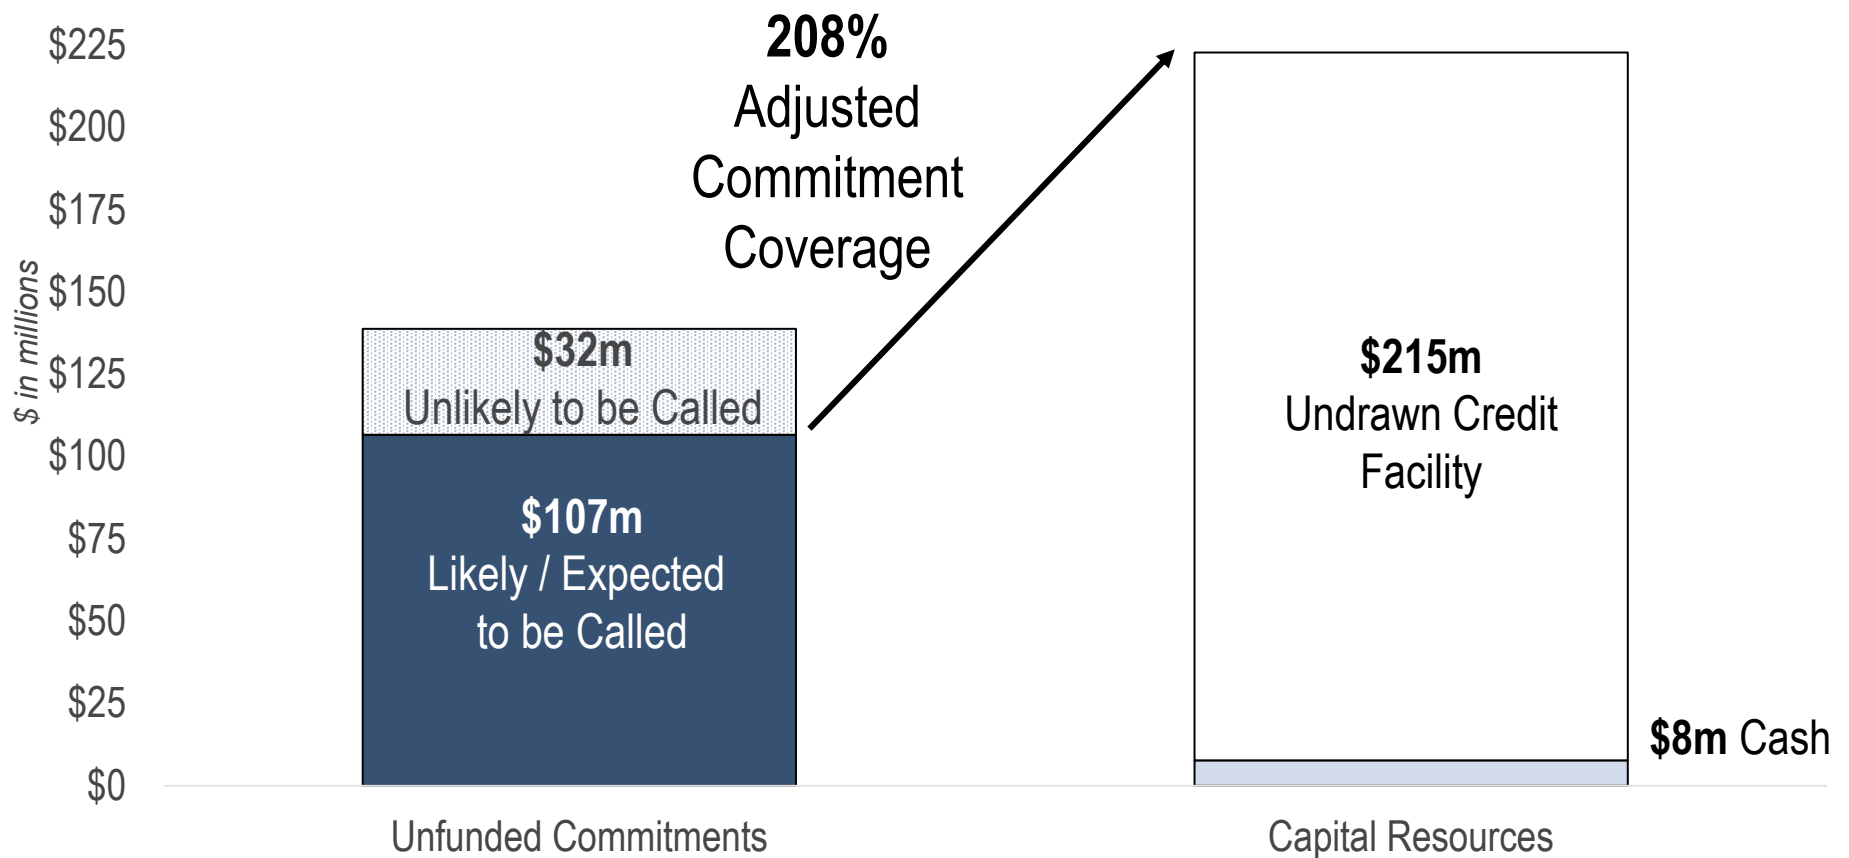 $ in millions
$225
$200
$175
$150
$125
$100
$75
$50
$25
$0
208%
Adjusted
Commitment
Coverage
$32m
Unlikely to be Called
$107m
Likely / Expected
to be Called
$215m
Undrawn Credit
Facility
$8m Cash
Unfunded Commitments
Capital Resources